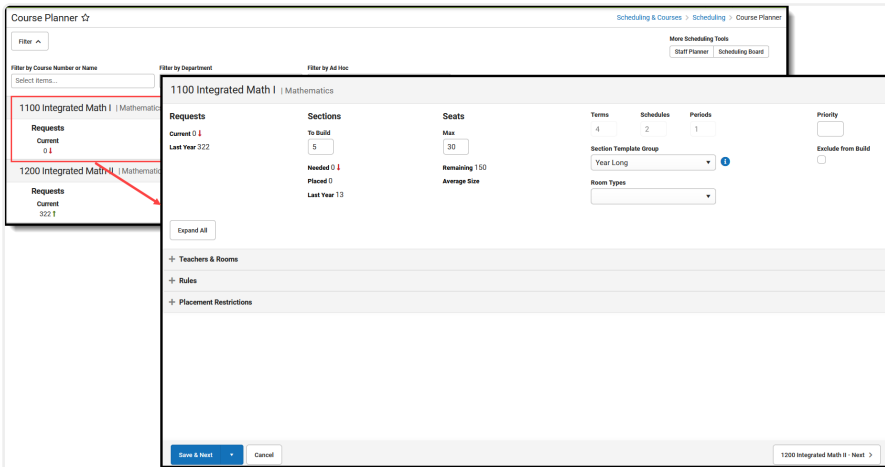 Course Planner
Scheduling & Courses > Scheduling > Course Planner
Filter
More Scheduling Tools
Staff Planner Scheduling Board
Filter by Course Number or Name Filter by Department Filter by Ad Hoc
Select items...
1100 Integrated Math I | Mathematics
Requests
Current
0
1200 Integrated Math II | Mathematic
Requests
Current
322
1100 Integrated Math I | Mathematics
Requests Sections Seats Terms Schedules Periods Priority
Current 0 To Build Max 4 2 1
Last Year 322 5 30 Section Template Group Exclude from Build
Needed 0 Remaining 150 Year Long
Placed 0 Average Size Room Types
Last Year 13
Expand All
+ Teachers & Rooms
+ Rules
+ Placement Restrictions
Save & Next Cancel 1200 Integrated Math II - Next >